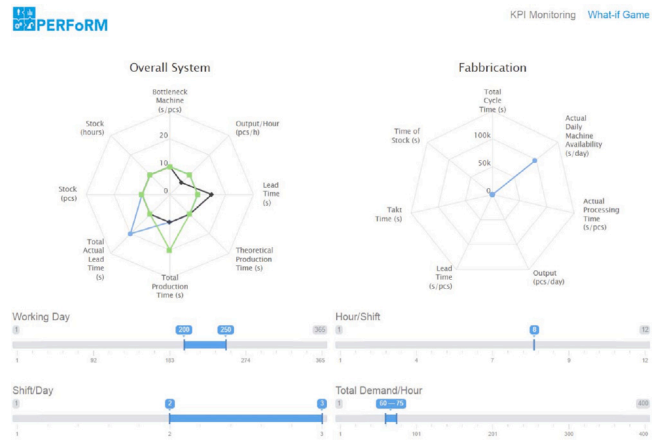 PERFoRM
KPI Monitoring What-if Game
Overall System
Bottleneck
Machine
(s/pcs)
Output/Hour
(pcs/h)
Lead
Time
(s)
Theoretical
Production
Time (s)
Total
Production
Time (s)
Total
Actual
Lead
Time
(s)
Stock
(pcs)
Stock
(hours)
20
10
0
Fabbrication
Total
Cycle
Time (s)
Actual
Daily
Machine
Availability
(s/day)
Actual
Processing
Time
(s/pcs)
Output
(pcs/day)
Lead
Time
(s/pcs)
Takt
Time (s)
Time of
Stock (s)
100k
50k
0
Working Day
1 200 250 365
1 92 183 274 365
Hour/Shift
1 8 12
1 4 7 9 12
Shift/Day
1 2 3
1 2 3
Total Demand/Hour
1 60 — 75 400
1 101 201 300 400